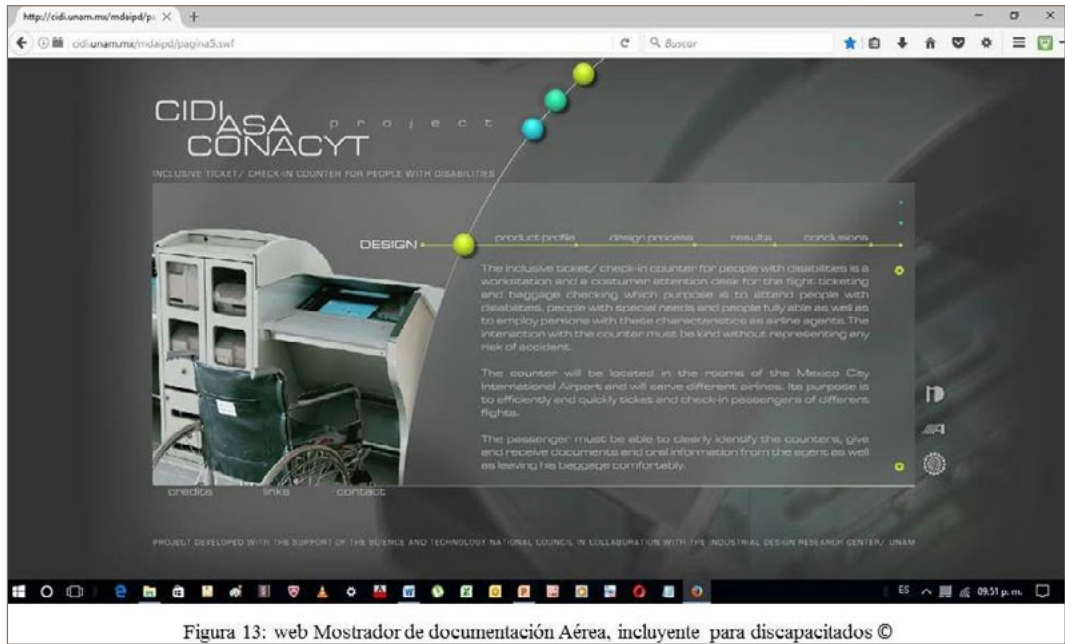 http://cidi.unam.mx/mdaipd/pa
cidi.unam.mx/mdaipd/pagina5.swf
Buscar
CIDI
ASA project
CONACYT
INCLUSIVE TICKET/ CHECK-IN COUNTER FOR PEOPLE WITH DISABILITIES
DESIGN product profile design process results conclusions
The inclusive ticket/ check-in counter for people with disabilities is a
workstation and a costumer attention desk for the flight ticketing
and baggage checking which purpose is to attend people with
disabilities, people with special needs and people fully able as well as
to employ persons with these characteristics as airline agents. The
interaction with the counter must be kind without representing any
risk of accident.
The counter will be located in the rooms of the Mexico City
International Airport and will serve different airlines. Its purpose is
to efficiently and quickly ticket and check-in passengers of different
flights.
The passenger must be able to clearly identify the counters, give
and receive documents and oral information from the agent as well
as leaving his baggage comfortably.
credits links contact
PROJECT DEVELOPED WITH THE SUPPORT OF THE SCIENCE AND TECHNOLOGY NATIONAL COUNCIL IN COLLABORATION WITH THE INDUSTRIAL DESIGN RESEARCH CENTER/ UNAM
ES 09:51 p. m.
Figura 13: web Mostrador de documentación Aérea, incluyente para discapacitados ©